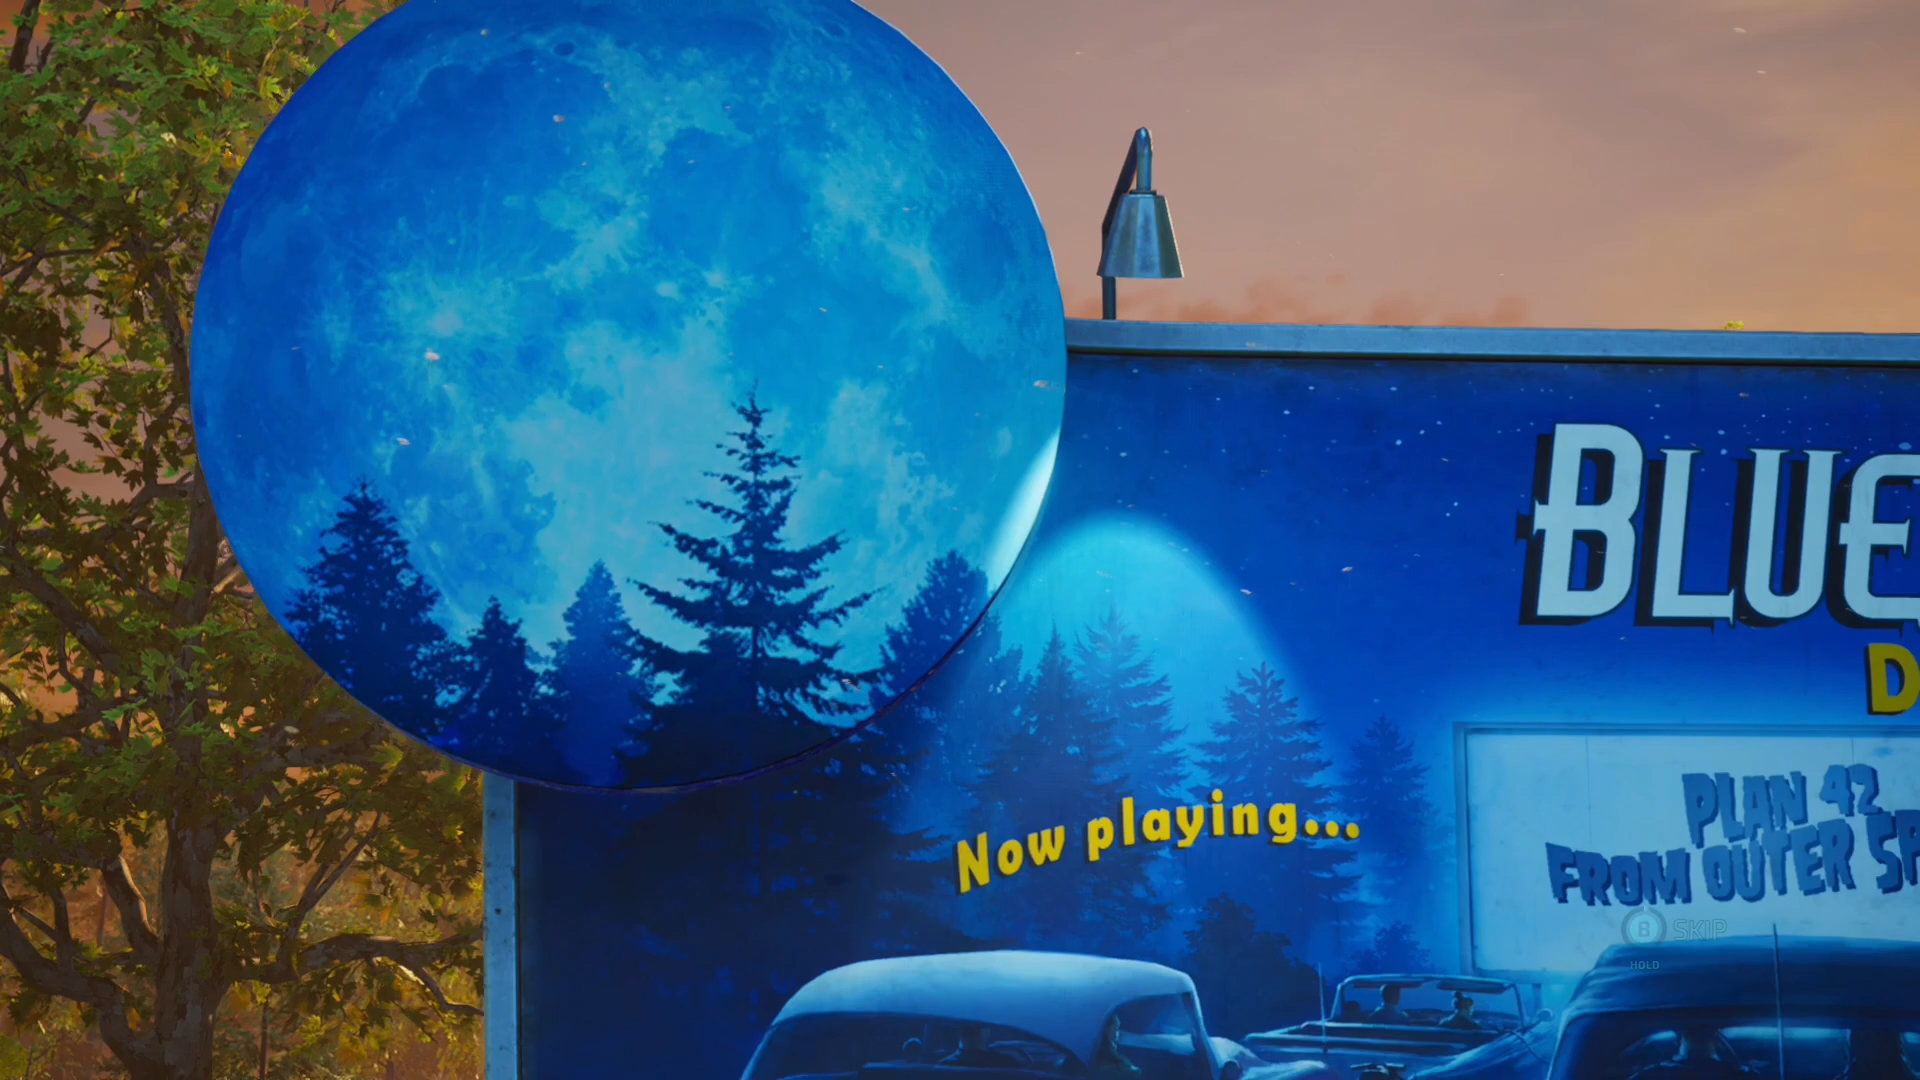 BLUE
D
Now playing...
PLAN 42
FROM OUTER SP
B SKIP
HOLD